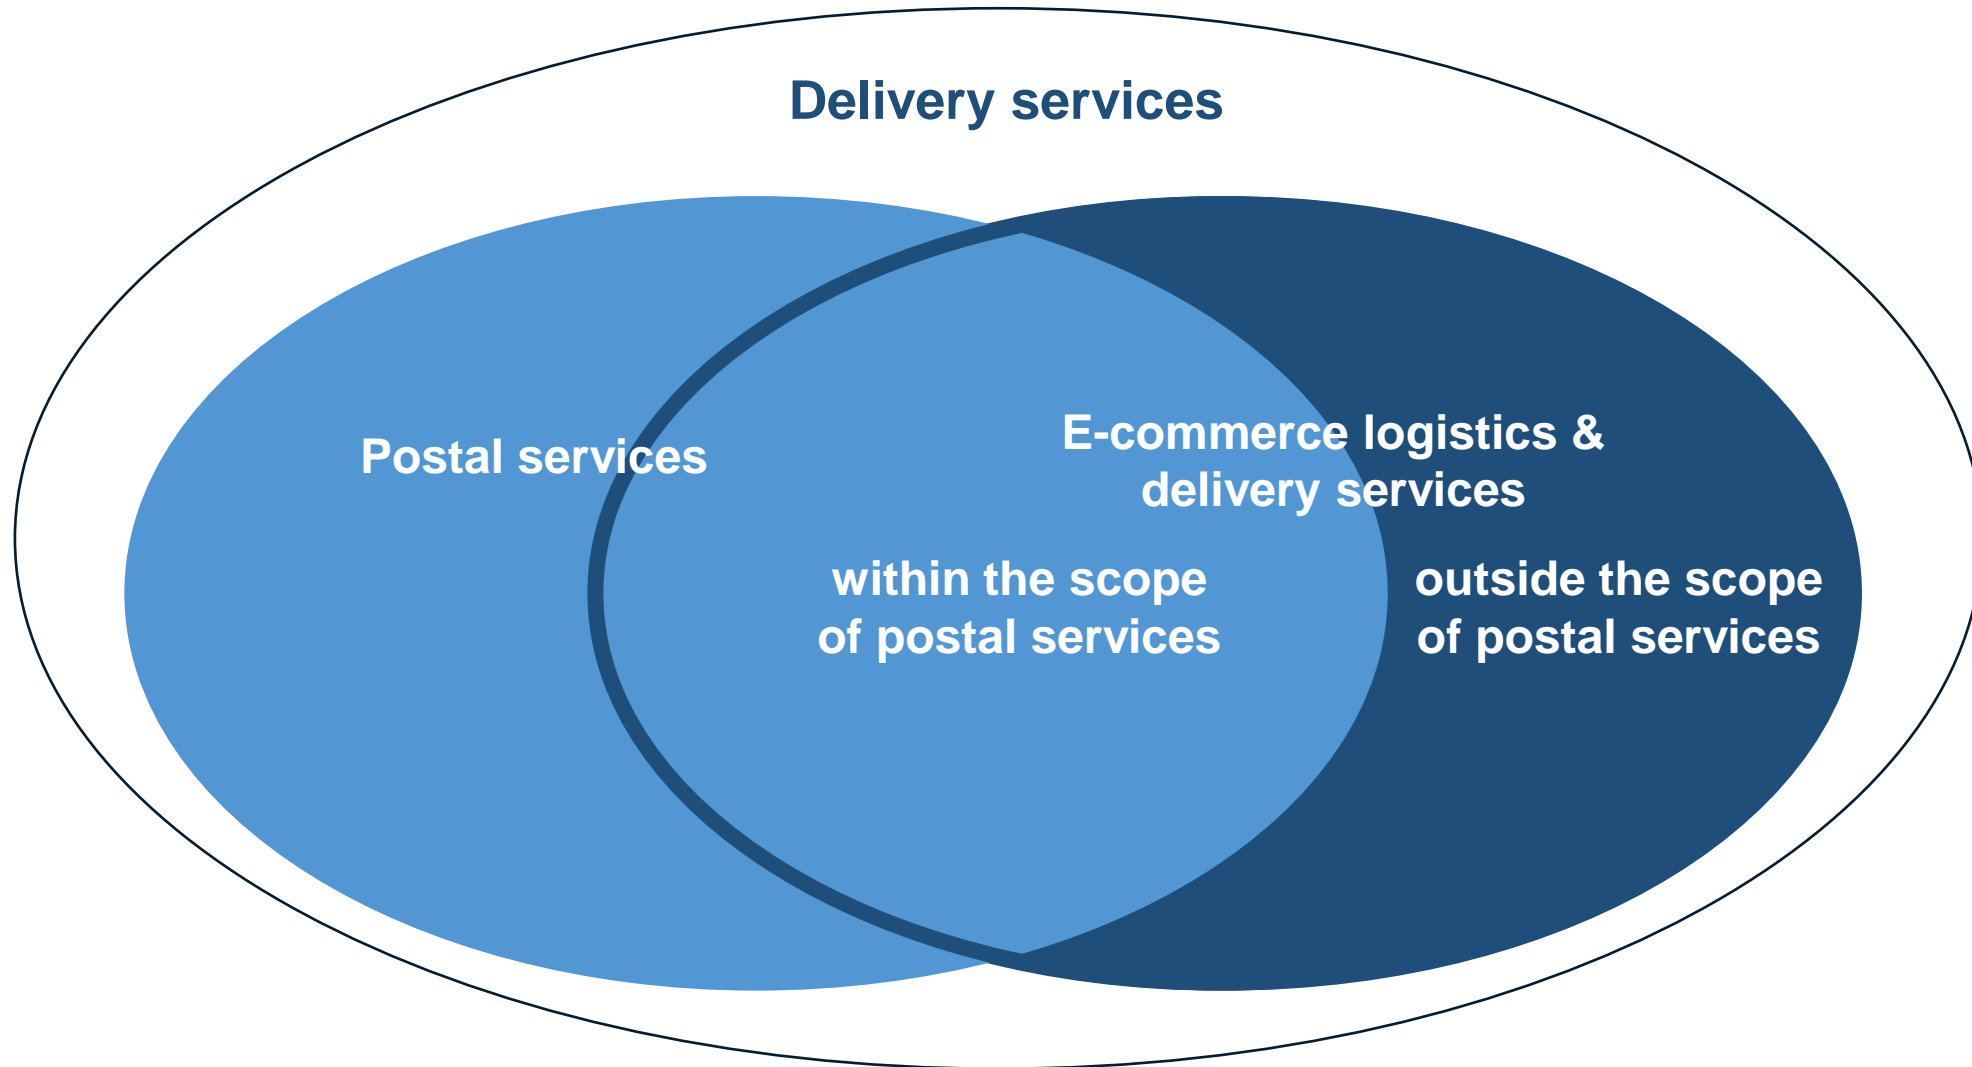 Delivery services
Postal services
E-commerce logistics &
delivery services
within the scope
of postal services
outside the scope
of postal services